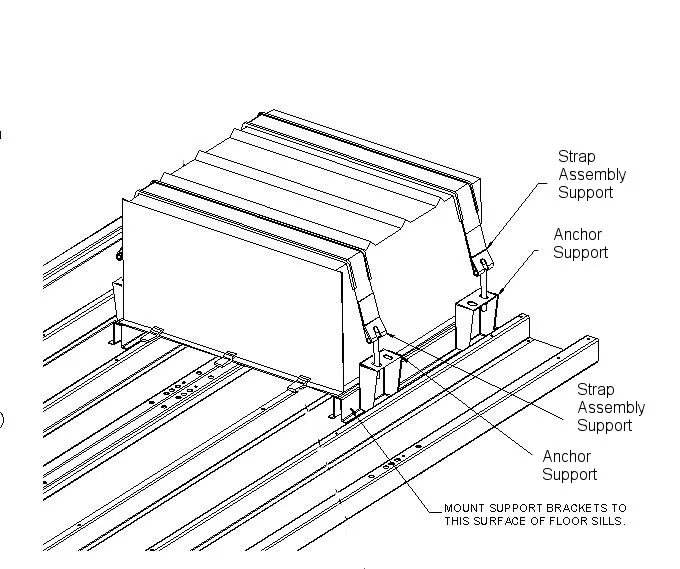 Strap
Assembly
Support
Anchor
Support
Strap
Assembly
Support
Anchor
Support
MOUNT SUPPORT BRACKETS TO
THIS SURFACE OF FLOOR SILLS.